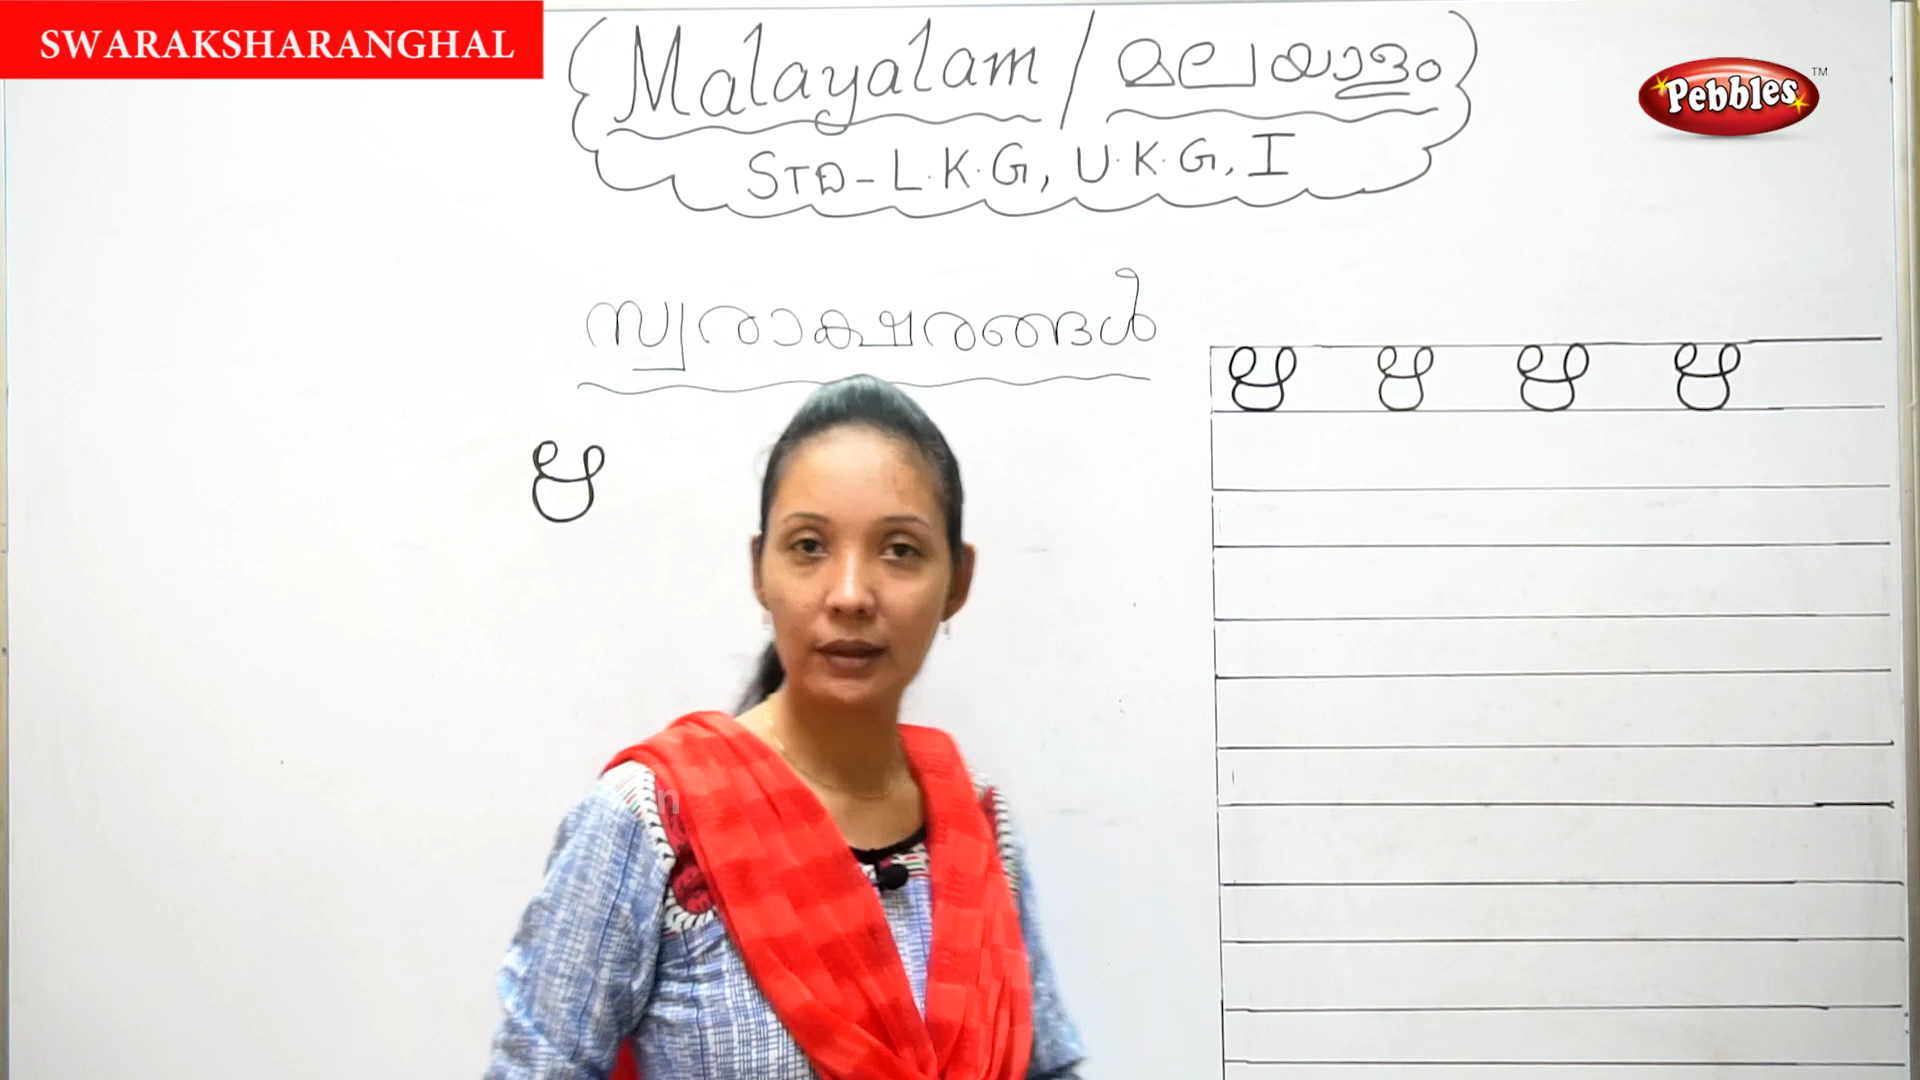 SWARAKSHARANGHAL
Malayalam / മലയാളം
STD - L.K.G, U.K.G, I
Pebbles TM
സ്വരാക്ഷരങ്ങൾ
ഋ ഋ ഋ ഋ
ഋ